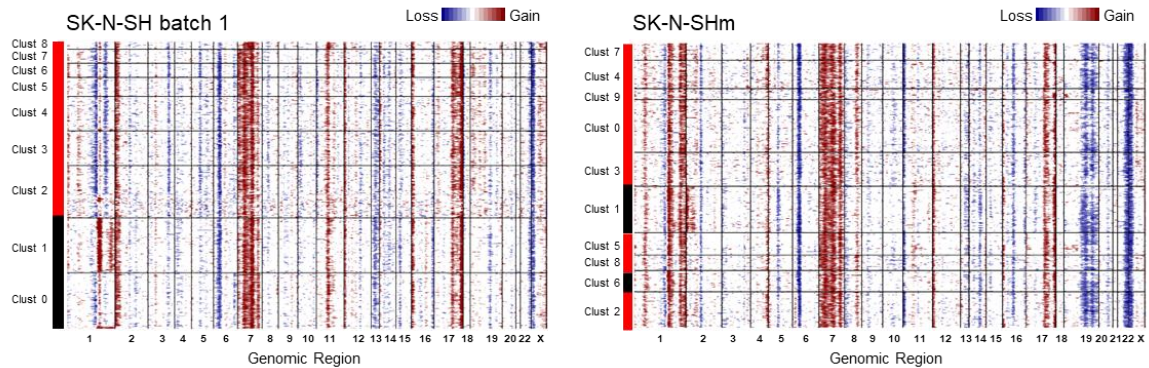 SK-N-SH batch 1
Loss Gain
Clust 8
Clust 7
Clust 6
Clust 5
Clust 4
Clust 3
Clust 2
Clust 1
Clust 0
1 2 3 4 5 6 7 8 9 10 11 12 13 14 15 16 17 18 19 20 22 X
Genomic Region
SK-N-SHm
Loss Gain
Clust 7
Clust 4
Clust 9
Clust 0
Clust 3
Clust 1
Clust 5
Clust 8
Clust 6
Clust 2
1 2 3 4 5 6 7 8 9 10 11 12 13 14 15 16 17 18 19 20 21 22 X
Genomic Region